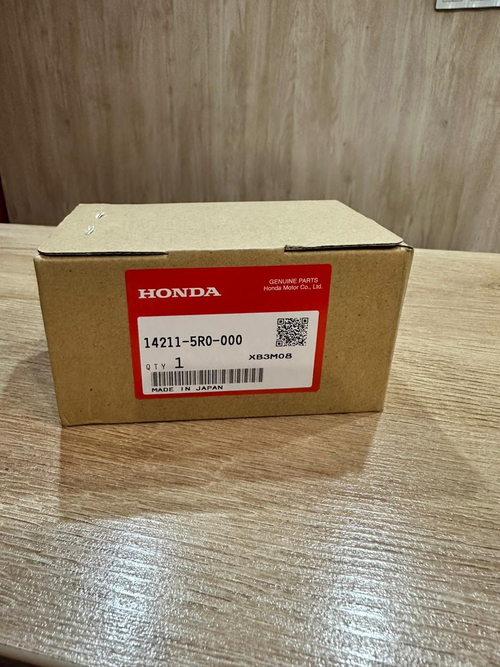 HONDA
GENUINE PARTS
Honda Motor Co., Ltd.
14211-5R0-000
XB3M08
QTY 1
MADE IN JAPAN